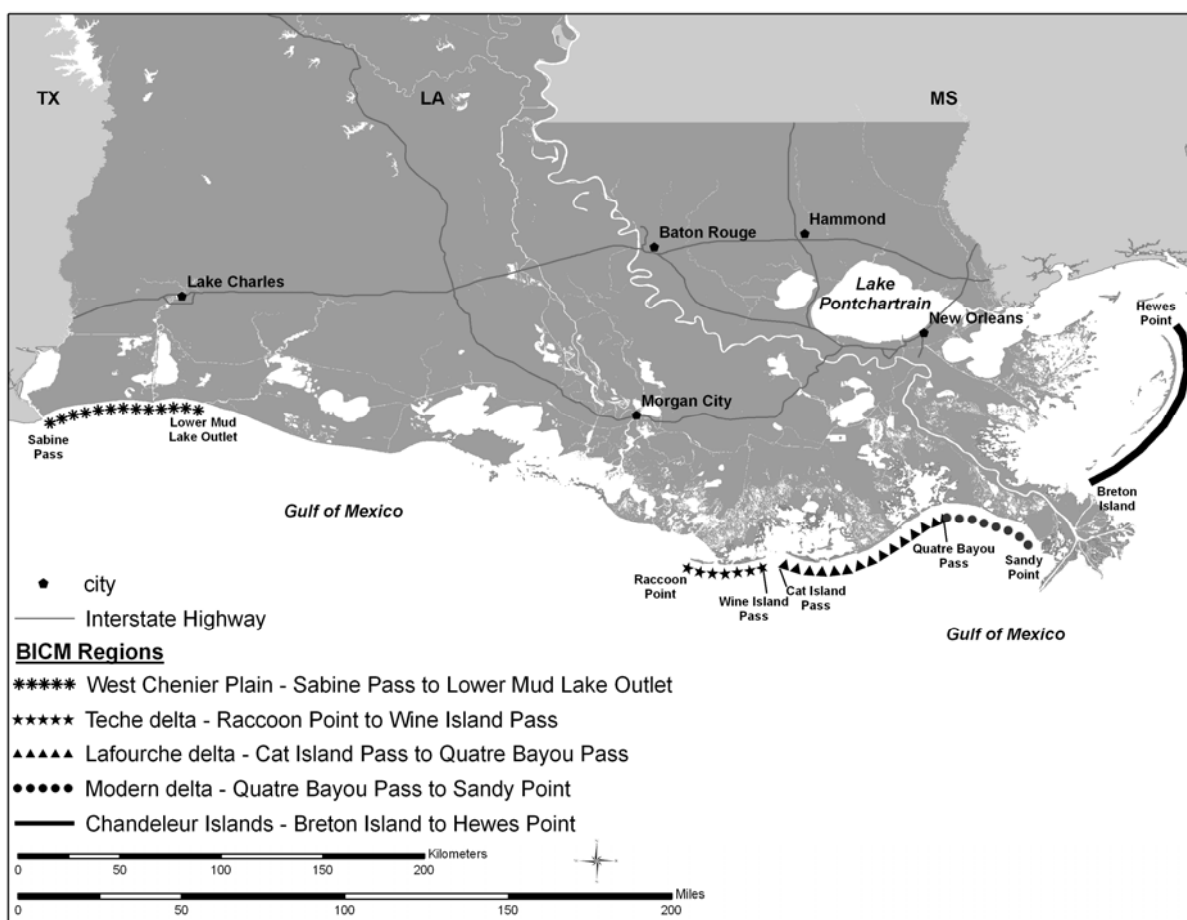 TX
LA
MS
Hammond
Baton Rouge
Lake Charles
Lake
Pontchartrain
New Orleans
Hewes
Point
Morgan City
Sabine
Pass
Lower Mud
Lake Outlet
Breton
Island
Gulf of Mexico
Quatre Bayou
Pass
Sandy
Point
Raccoon
Point
Wine Island
Pass
Cat Island
Pass
Gulf of Mexico
city
Interstate Highway
BICM Regions
West Chenier Plain - Sabine Pass to Lower Mud Lake Outlet
Teche delta - Raccoon Point to Wine Island Pass
Lafourche delta - Cat Island Pass to Quatre Bayou Pass
Modern delta - Quatre Bayou Pass to Sandy Point
Chandeleur Islands - Breton Island to Hewes Point
Kilometers
0 50 100 150 200
Miles
0 50 100 150 200